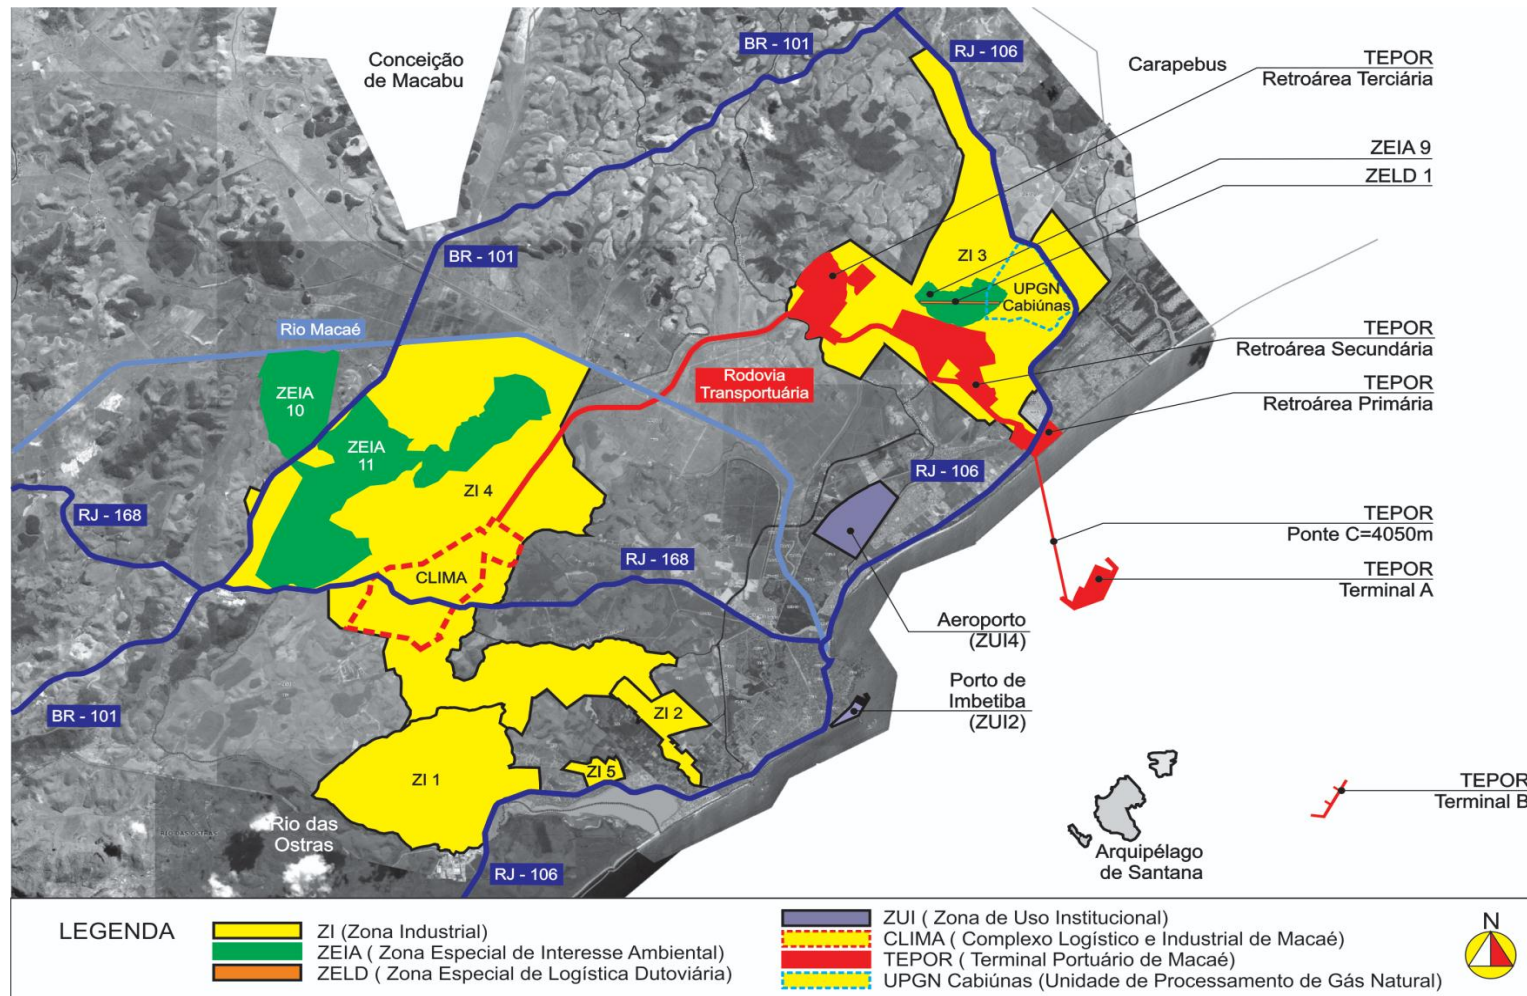 Conceição
de Macabu
BR - 101
RJ - 106
Carapebus
TEPOR
Retroárea Terciária
ZEIA 9
ZELD 1
BR - 101
ZI 3
UPGN
Cabiúnas
Rio Macaé
TEPOR
Retroárea Secundária
Rodovia
Transportuária
TEPOR
Retroárea Primária
ZEIA
10
ZEIA
11
ZI 4
RJ - 106
RJ - 168
TEPOR
Ponte C=4050m
RJ - 168
CLIMA
TEPOR
Terminal A
Aeroporto
(ZUI4)
Porto de
Imbetiba
(ZUI2)
BR - 101
ZI 2
ZI 1
ZI 5
TEPOR
Terminal B
Rio das
Ostras
Arquipélago
de Santana
RJ - 106
LEGENDA
ZI (Zona Industrial)
ZEIA ( Zona Especial de Interesse Ambiental)
ZELD ( Zona Especial de Logística Dutoviária)
ZUI ( Zona de Uso Institucional)
CLIMA ( Complexo Logístico e Industrial de Macaé)
TEPOR ( Terminal Portuário de Macaé)
UPGN Cabiúnas (Unidade de Processamento de Gás Natural)
N